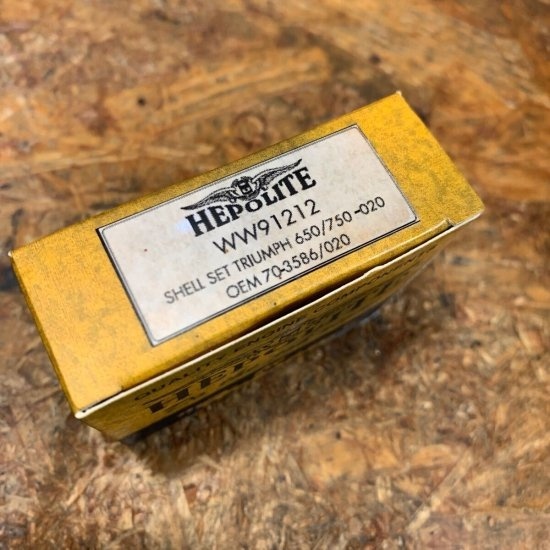 HEPOLITE
WW91212
SHELL SET TRIUMPH 650/750-020
OEM 70-3586/020